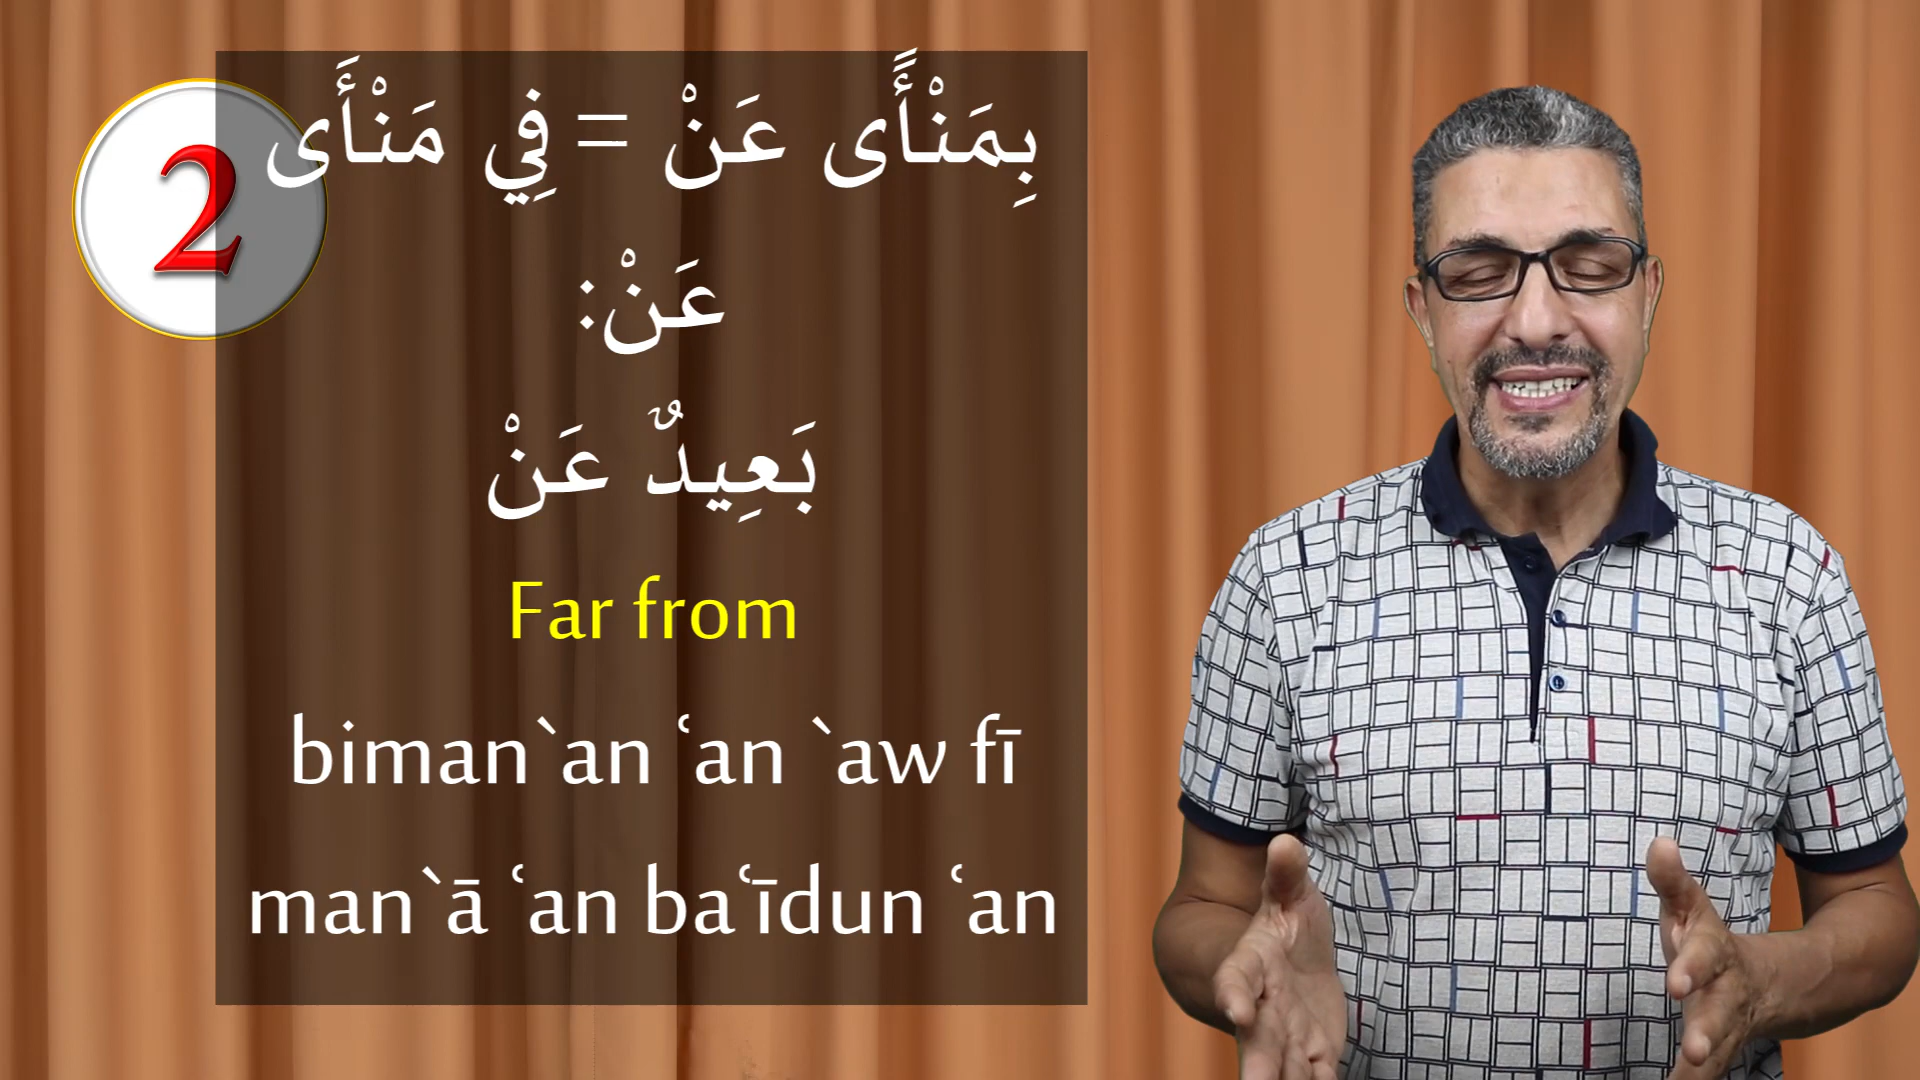 2
بِمَنْأًى عَنْ = فِي مَنْأَى
عَنْ:
بَعِيدٌ عَنْ
Far from
biman`an ʿan `aw fī
man`ā ʿan baʿīdun ʿan